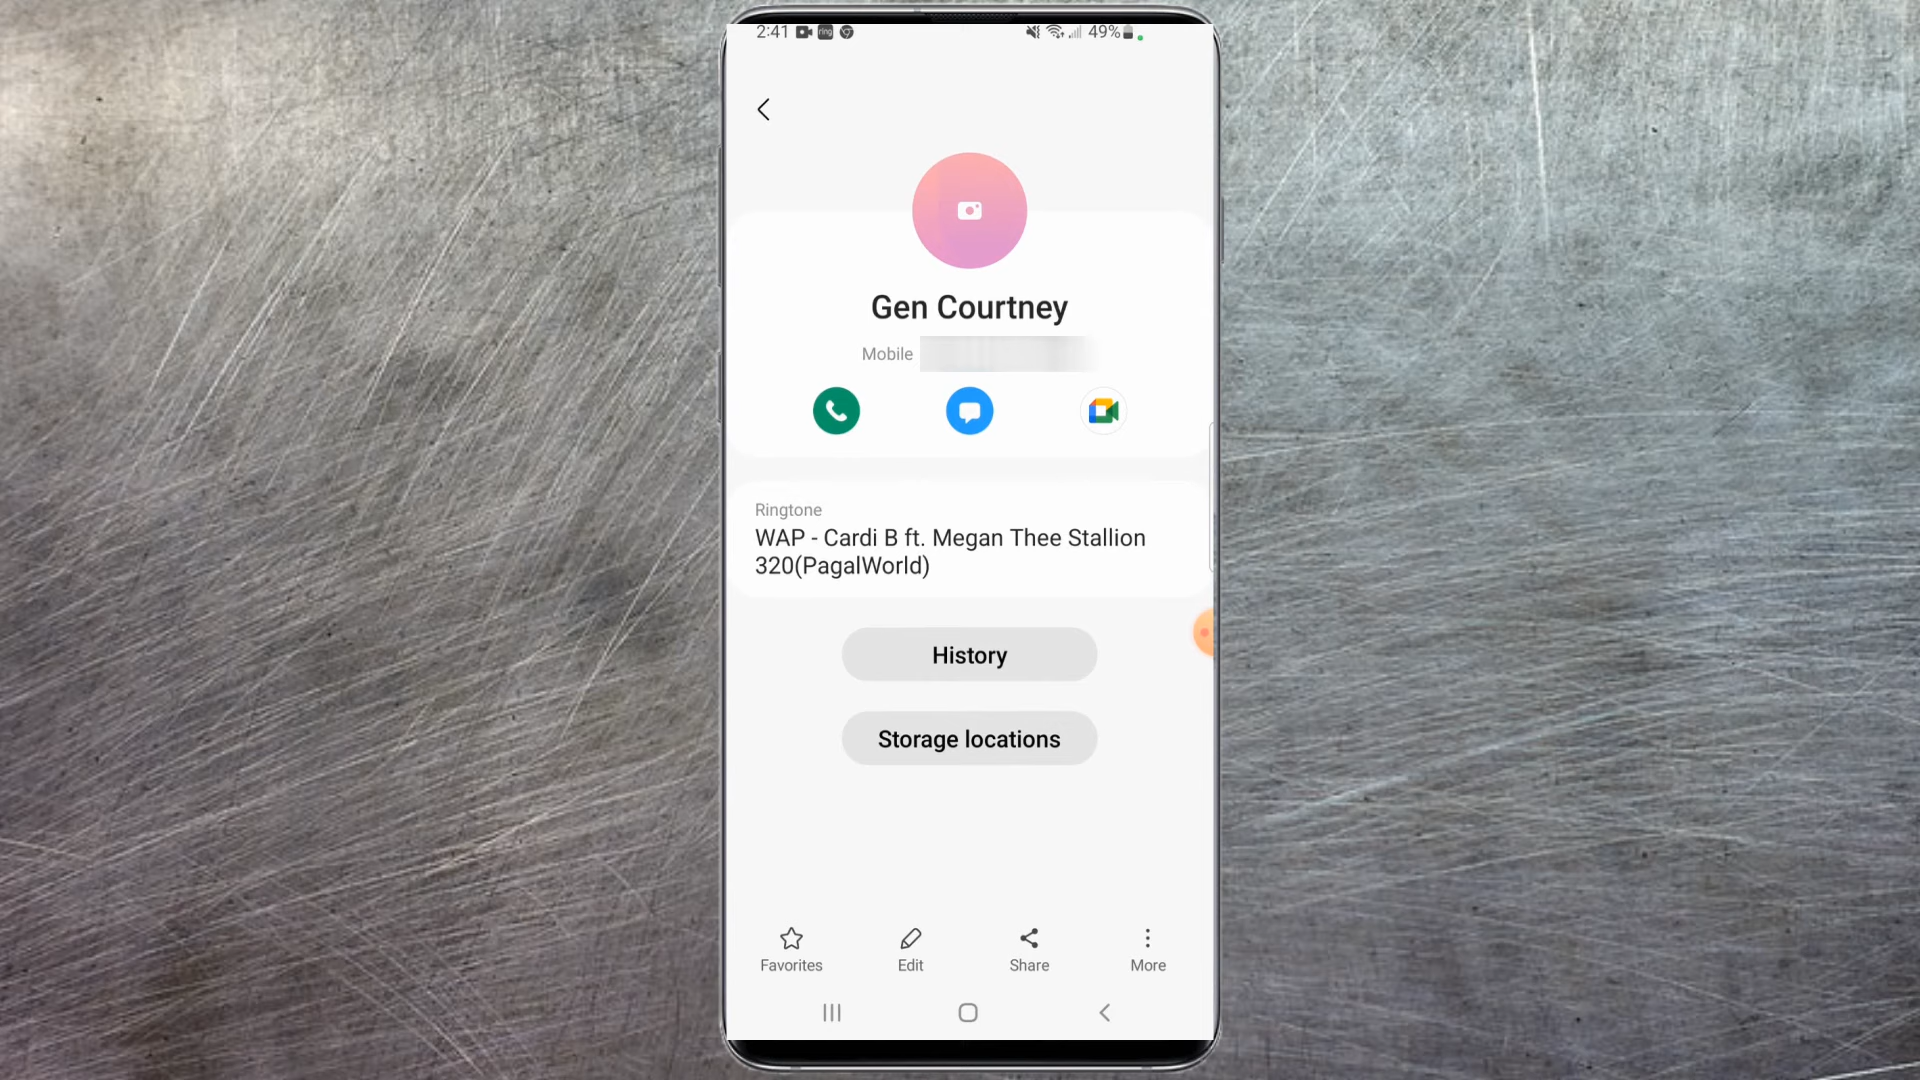 2:41 ring 49%
Gen Courtney
Mobile
Ringtone
WAP - Cardi B ft. Megan Thee Stallion
320(PagalWorld)
History
Storage locations
Favorites Edit Share More